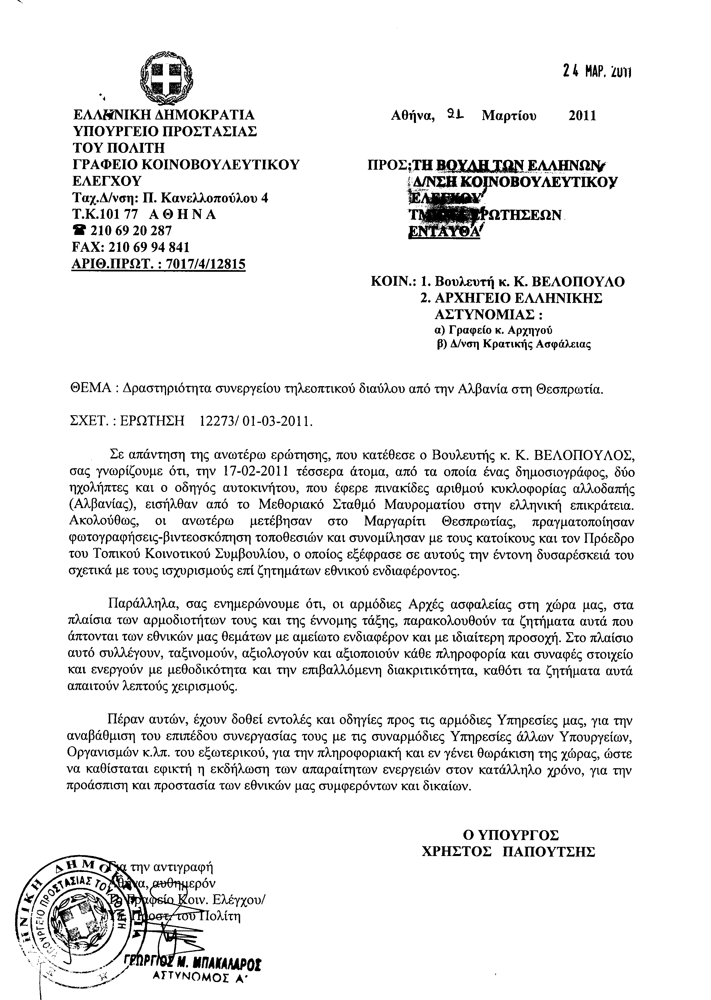 24 ΜΑΡ. 2011
ΕΛΛΗΝΙΚΗ ΔΗΜΟΚΡΑΤΙΑ
ΥΠΟΥΡΓΕΙΟ ΠΡΟΣΤΑΣΙΑΣ
ΤΟΥ ΠΟΛΙΤΗ
ΓΡΑΦΕΙΟ ΚΟΙΝΟΒΟΥΛΕΥΤΙΚΟΥ
ΕΛΕΓΧΟΥ
Ταχ.Δ/νση: Π. Κανελλοπούλου 4
Τ.Κ.101 77 Α Θ Η Ν Α
☎ 210 69 20 287
FAX: 210 69 94 841
ΑΡΙΘ.ΠΡΩΤ. : 7017/4/12815
Αθήνα, 21 Μαρτίου 2011
ΠΡΟΣ:ΤΗ ΒΟΥΛΗ ΤΩΝ ΕΛΛΗΝΩΝ
Δ/ΝΣΗ ΚΟΙΝΟΒΟΥΛΕΥΤΙΚΟΥ
ΕΛΕΓΧΟΥ
ΤΜΗΜΑ ΕΡΩΤΗΣΕΩΝ
ΕΝΤΑΥΘΑ
ΚΟΙΝ.: 1. Βουλευτή κ. Κ. ΒΕΛΟΠΟΥΛΟ
2. ΑΡΧΗΓΕΙΟ ΕΛΛΗΝΙΚΗΣ
ΑΣΤΥΝΟΜΙΑΣ :
α) Γραφείο κ. Αρχηγού
β) Δ/νση Κρατικής Ασφάλειας
ΘΕΜΑ : Δραστηριότητα συνεργείου τηλεοπτικού διαύλου από την Αλβανία στη Θεσπρωτία.
ΣΧΕΤ. : ΕΡΩΤΗΣΗ 12273/ 01-03-2011.
Σε απάντηση της ανωτέρω ερώτησης, που κατέθεσε ο Βουλευτής κ. Κ. ΒΕΛΟΠΟΥΛΟΣ,
σας γνωρίζουμε ότι, την 17-02-2011 τέσσερα άτομα, από τα οποία ένας δημοσιογράφος, δύο
ηχολήπτες και ο οδηγός αυτοκινήτου, που έφερε πινακίδες αριθμού κυκλοφορίας αλλοδαπής
(Αλβανίας), εισήλθαν από το Μεθοριακό Σταθμό Μαυροματίου στην ελληνική επικράτεια.
Ακολούθως, οι ανωτέρω μετέβησαν στο Μαργαρίτι Θεσπρωτίας, πραγματοποίησαν
φωτογραφήσεις-βιντεοσκόπηση τοποθεσιών και συνομίλησαν με τους κατοίκους και τον Πρόεδρο
του Τοπικού Κοινοτικού Συμβουλίου, ο οποίος εξέφρασε σε αυτούς την έντονη δυσαρέσκειά του
σχετικά με τους ισχυρισμούς επί ζητημάτων εθνικού ενδιαφέροντος.
Παράλληλα, σας ενημερώνουμε ότι, οι αρμόδιες Αρχές ασφαλείας στη χώρα μας, στα
πλαίσια των αρμοδιοτήτων τους και της έννομης τάξης, παρακολουθούν τα ζητήματα αυτά που
άπτονται των εθνικών μας θεμάτων με αμείωτο ενδιαφέρον και με ιδιαίτερη προσοχή. Στο πλαίσιο
αυτό συλλέγουν, ταξινομούν, αξιολογούν και αξιοποιούν κάθε πληροφορία και συναφές στοιχείο
και ενεργούν με μεθοδικότητα και την επιβαλλόμενη διακριτικότητα, καθότι τα ζητήματα αυτά
απαιτούν λεπτούς χειρισμούς.
Πέραν αυτών, έχουν δοθεί εντολές και οδηγίες προς τις αρμόδιες Υπηρεσίες μας, για την
αναβάθμιση του επιπέδου συνεργασίας τους με τις συναρμόδιες Υπηρεσίες άλλων Υπουργείων,
Οργανισμών κ.λπ. του εξωτερικού, για την πληροφοριακή και εν γένει θωράκιση της χώρας, ώστε
να καθίσταται εφικτή η εκδήλωση των απαραίτητων ενεργειών στον κατάλληλο χρόνο, για την
προάσπιση και προστασία των εθνικών μας συμφερόντων και δικαίων.
Ο ΥΠΟΥΡΓΟΣ
ΧΡΗΣΤΟΣ ΠΑΠΟΥΤΣΗΣ
Για την αντιγραφή
Αθήνα, αυθημερόν
Το Γραφείο Κοιν. Ελέγχου/
Υπ. Προστ. του Πολίτη
ΕΛΛΗΝΙΚΗ ΔΗΜΟΚΡΑΤΙΑ
ΥΠΟΥΡΓΕΙΟ ΠΡΟΣΤΑΣΙΑΣ ΤΟΥ ΠΟΛΙΤΗ
ΓΕΩΡΓΙΟΣ Μ. ΜΠΑΚΑΛΑΡΟΣ
ΑΣΤΥΝΟΜΟΣ Α'